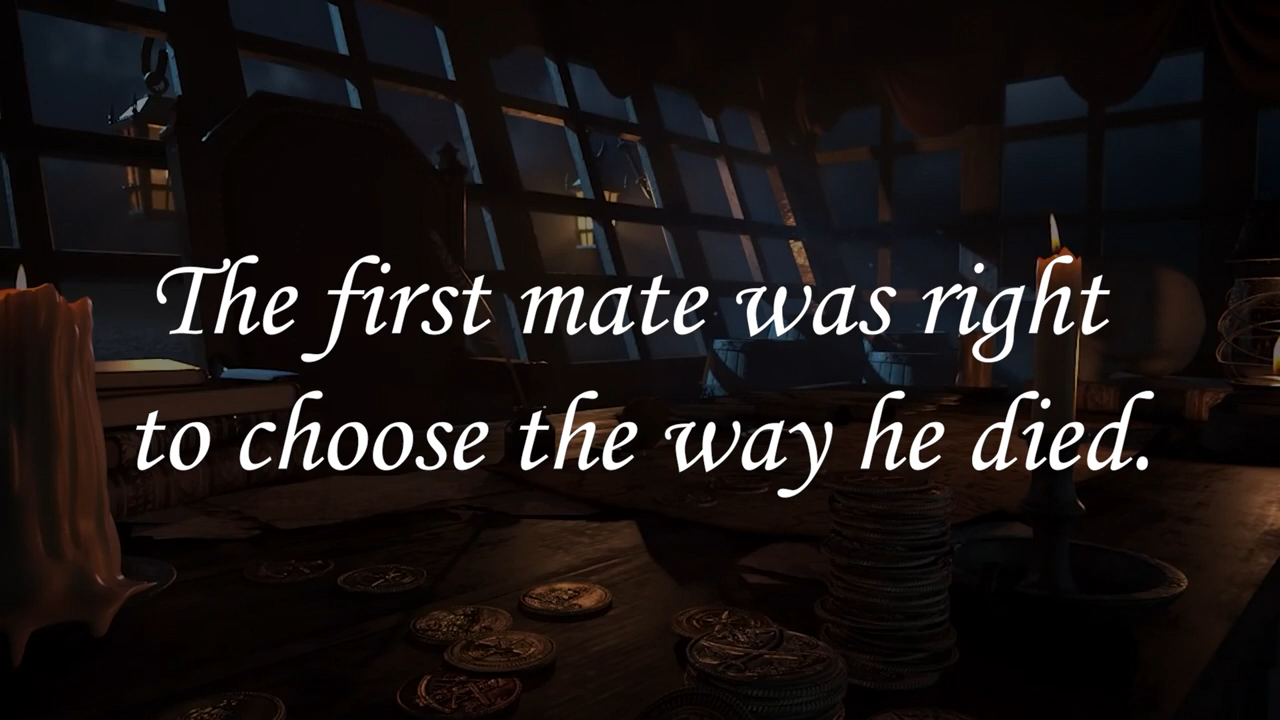 The first mate was right
to choose the way he died.